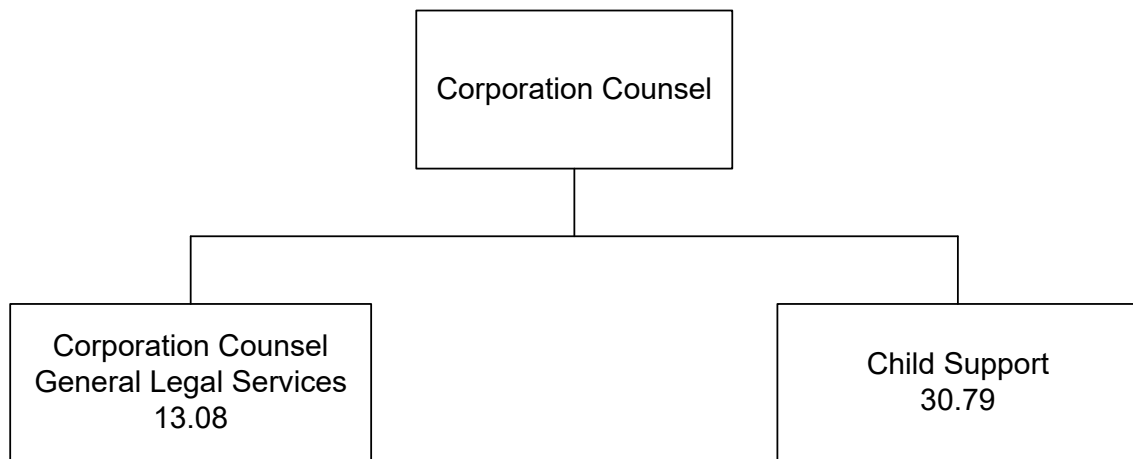 Corporation Counsel
Corporation Counsel
General Legal Services
13.08
Child Support
30.79